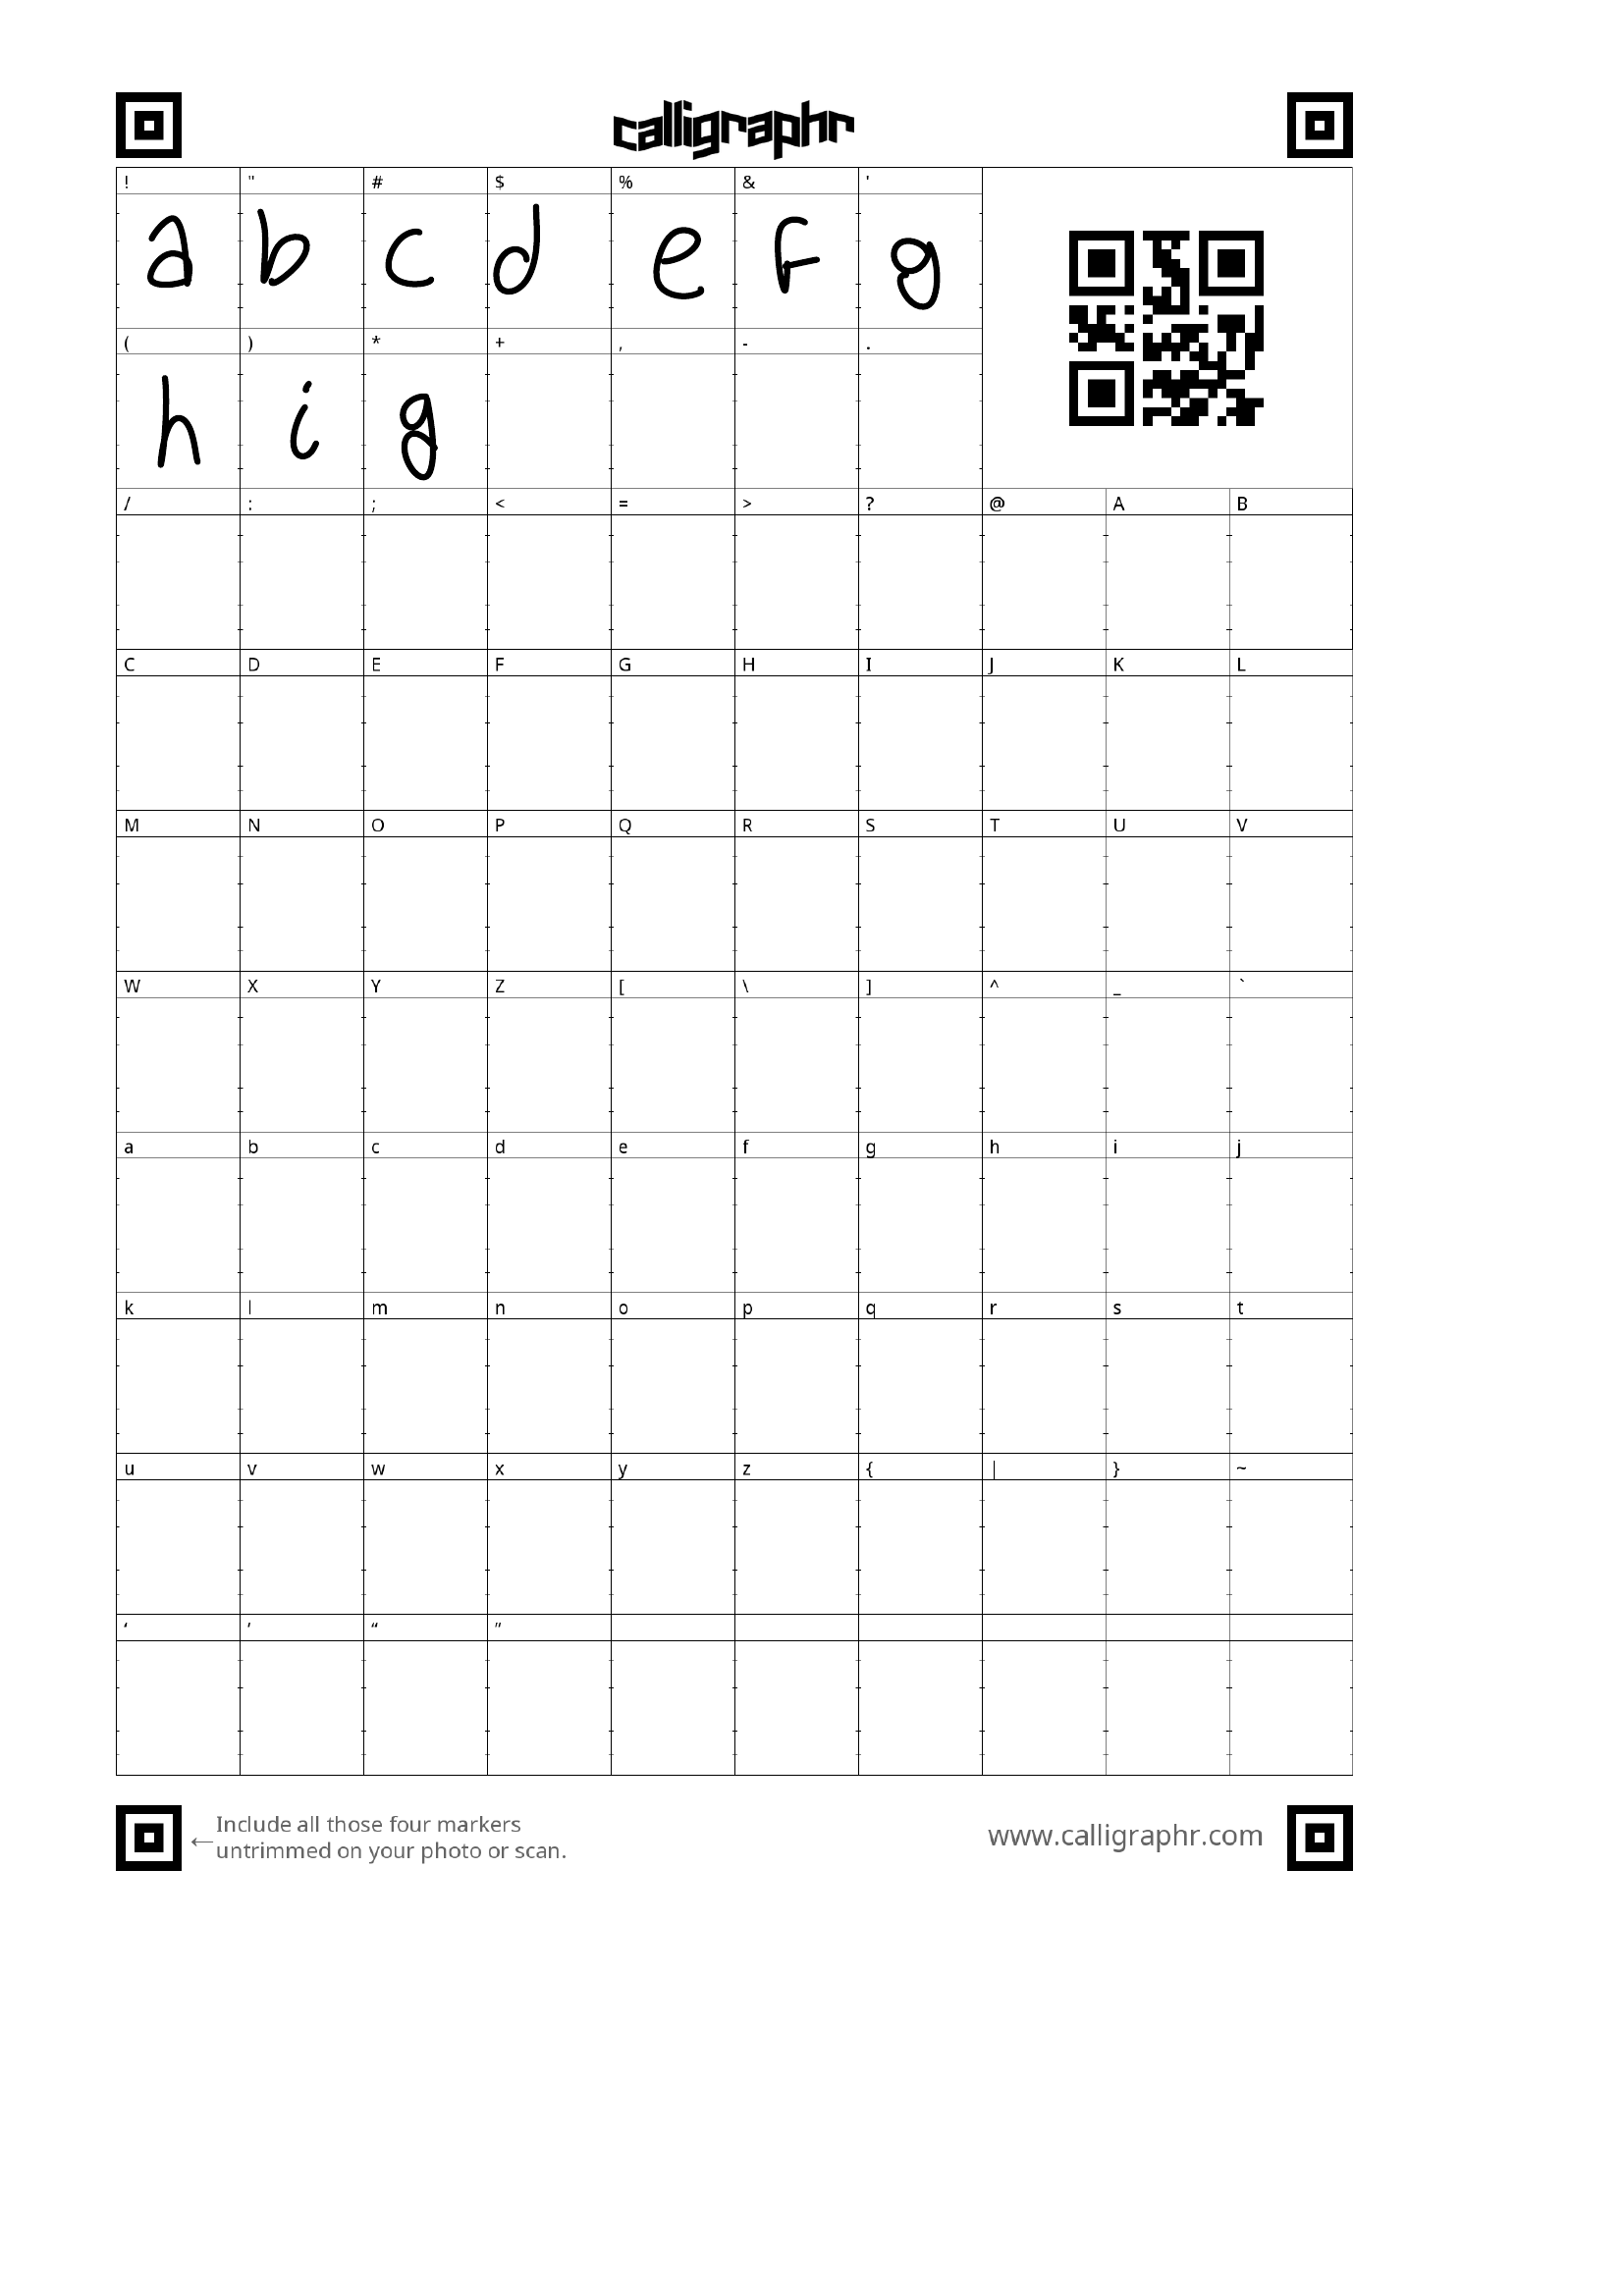 calligraphr
! " # $ % & '
a b c d e f g
( ) * + , - .
h i g
/ : ; < = > ? @ A B
C D E F G H I J K L
M N O P Q R S T U V
W X Y Z [ \ ] ^ _ `
a b c d e f g h i j
k l m n o p q r s t
u v w x y z { | } ~
‘ ’ “ ”
←Include all those four markers
untrimmed on your photo or scan.
www.calligraphr.com